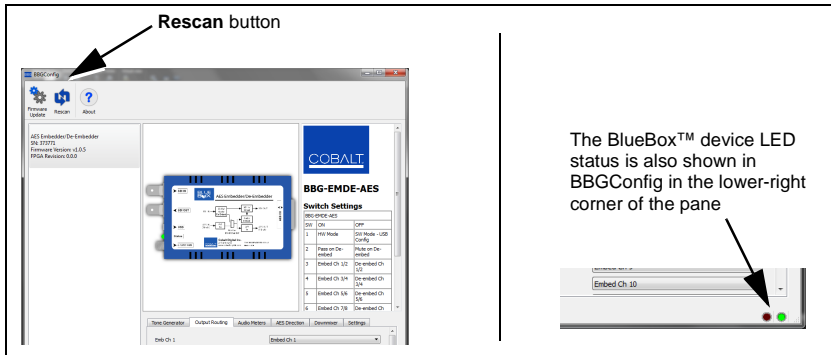 Rescan button
BBGConfig
Firmware
Update
Rescan
About
AES Embedder/De-Embedder
SN: 373771
Firmware Version: v1.0.5
FPGA Revision: 0.0.0
AES Embedder/De-Embedder
COBALT
BBG-EMDE-AES
Switch Settings
BBG-EMDE-AES
SW ON OFF
1 HW Mode SW Mode - USB Config
2 Pass on De-embed Mute on De-embed
3 Embed Ch 1/2 De-embed Ch 1/2
4 Embed Ch 3/4 De-embed Ch 3/4
5 Embed Ch 5/6 De-embed Ch 5/6
6 Embed Ch 7/8 De-embed Ch
Tone Generator Output Routing Audio Meters AES Direction Downmixer Settings
Emb Ch 1 Embed Ch 1
The BlueBox™ device LED
status is also shown in
BBGConfig in the lower-right
corner of the pane
Embed Ch 10